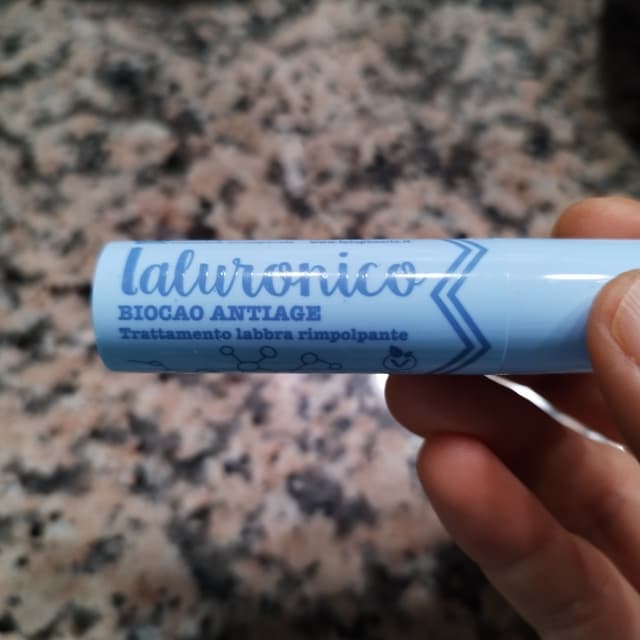 Ialuronico
BIOCAO ANTIAGE
Trattamento labbra rimpolpante